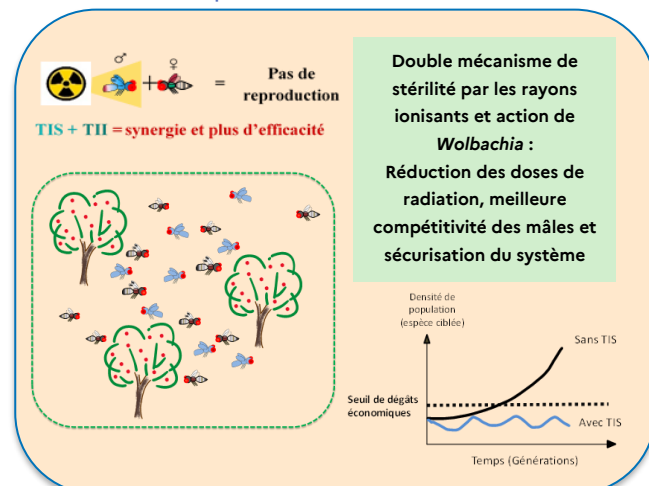 ♂
♀
+
=
Pas de
reproduction
TIS + TII = synergie et plus d’efficacité
Double mécanisme de
stérilité par les rayons
ionisants et action de
Wolbachia :
Réduction des doses de
radiation, meilleure
compétitivité des mâles et
sécurisation du système
Densité de
population
(espèce ciblée)
Sans TIS
Seuil de dégâts
économiques
Avec TIS
Temps (Générations)